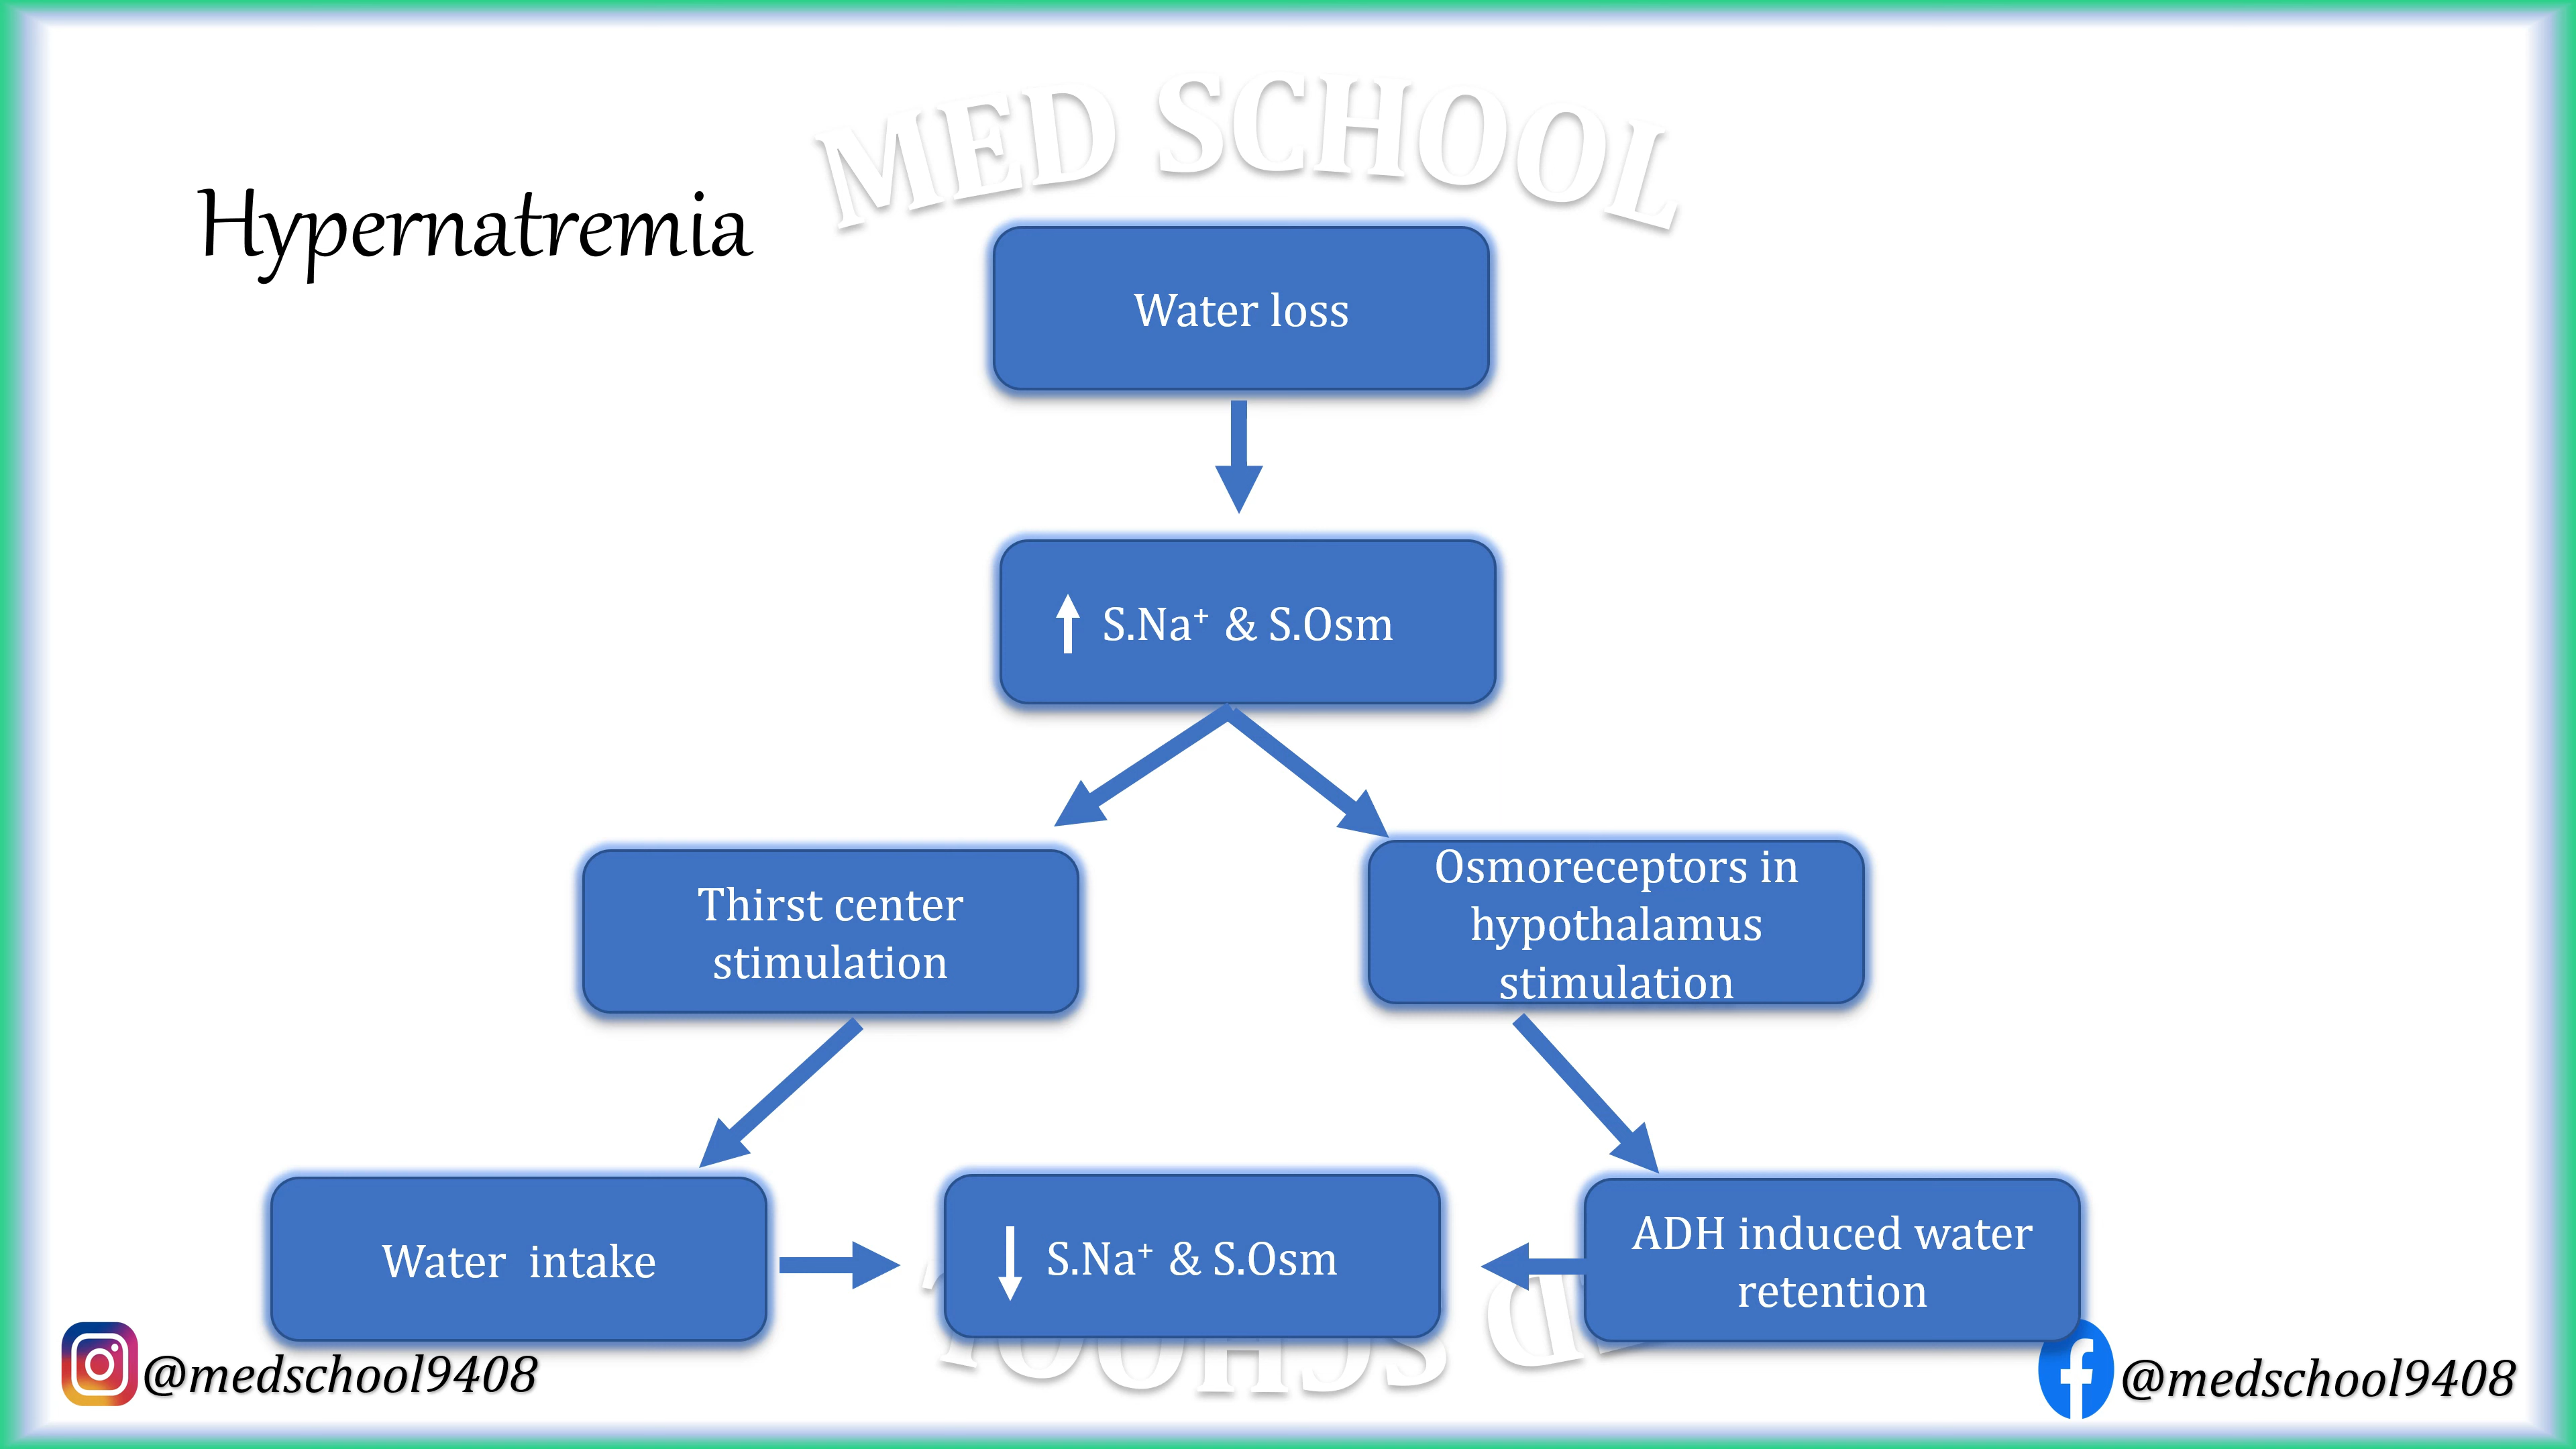 MED SCHOOL
Hypernatremia
Water loss
↑ S.Na⁺ & S.Osm
Thirst center
stimulation
Osmoreceptors in
hypothalamus
stimulation
Water intake
↓ S.Na⁺ & S.Osm
ADH induced water
retention
D SCHOOL
@medschool9408
@medschool9408